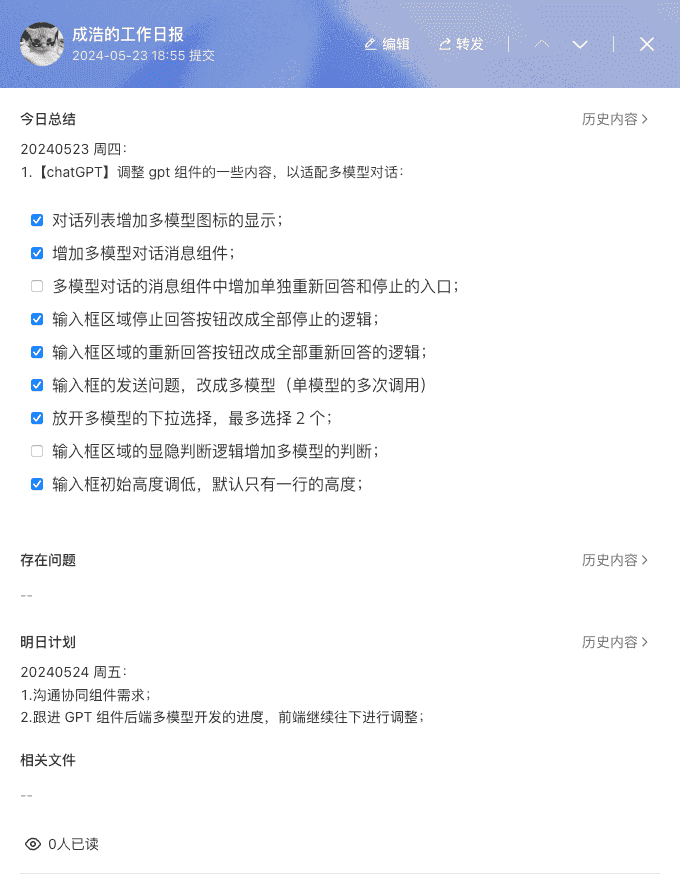 成浩的工作日报
2024-05-23 18:55 提交
编辑
转发
今日总结
历史内容
20240523 周四：
1.【chatGPT】调整 gpt 组件的一些内容，以适配多模型对话：
对话列表增加多模型图标的显示；
增加多模型对话消息组件；
多模型对话的消息组件中增加单独重新回答和停止的入口；
输入框区域停止回答按钮改成全部停止的逻辑；
输入框区域的重新回答按钮改成全部重新回答的逻辑；
输入框的发送问题，改成多模型（单模型的多次调用）
放开多模型的下拉选择，最多选择 2 个；
输入框区域的显隐判断逻辑增加多模型的判断；
输入框初始高度调低，默认只有一行的高度；
存在问题
历史内容
--
明日计划
历史内容
20240524 周五：
1.沟通协同组件需求；
2.跟进 GPT 组件后端多模型开发的进度，前端继续往下进行调整；
相关文件
--
0人已读